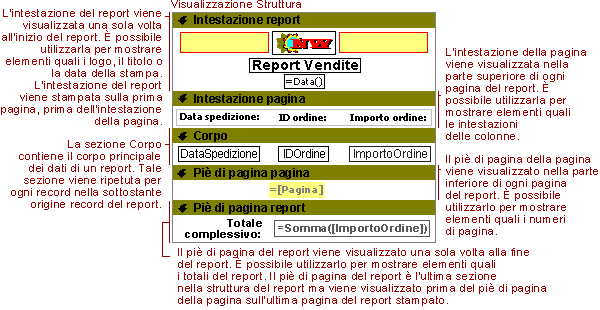 Visualizzazione Struttura
L'intestazione del report viene
visualizzata una sola volta
all'inizio del report. È possibile
utilizzarla per mostrare
elementi quali il logo, il titolo o
la data della stampa.
L'intestazione del report
viene stampata sulla prima
pagina, prima dell'intestazione
della pagina.
La sezione Corpo
contiene il corpo principale
dei dati di un report. Tale
sezione viene ripetuta per
ogni record nella sottostante
origine record del report.
Intestazione report
NW
Report Vendite
=Data()
Intestazione pagina
Data spedizione: ID ordine: Importo ordine:
Corpo
DataSpedizione IDOrdine ImportoOrdine
Piè di pagina pagina
=[Pagina]
Piè di pagina report
Totale
complessivo:
=Somma([ImportoOrdine])
L'intestazione della pagina
viene visualizzata nella
parte superiore di ogni
pagina del report. È
possibile utilizzarla per
mostrare elementi quali
le intestazioni
delle colonne.
Il piè di pagina della pagina
viene visualizzato nella parte
inferiore di ogni pagina
del report. È possibile
utilizzarlo per mostrare
elementi quali i numeri
di pagina.
Il piè di pagina del report viene visualizzato una sola volta alla fine
del report. È possibile utilizzarlo per mostrare elementi quali
i totali del report. Il piè di pagina del report è l'ultima sezione
nella struttura del report ma viene visualizzato prima del piè di pagina
della pagina sull'ultima pagina del report stampato.